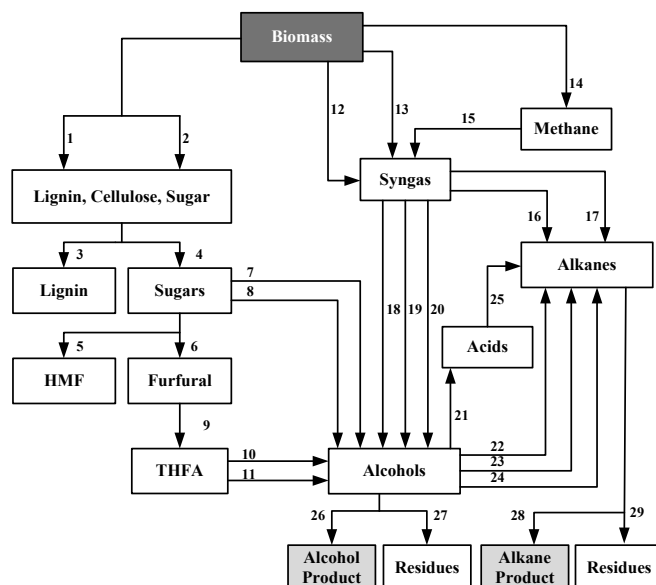 Biomass
14
12
13
15
Methane
1
2
Syngas
Lignin, Cellulose, Sugar
16
17
3
4
7
Alkanes
Lignin
Sugars
8
18
19
20
25
5
6
Acids
HMF
Furfural
21
9
22
10
23
THFA
11
Alcohols
24
26
27
28
29
Alcohol
Product
Residues
Alkane
Product
Residues